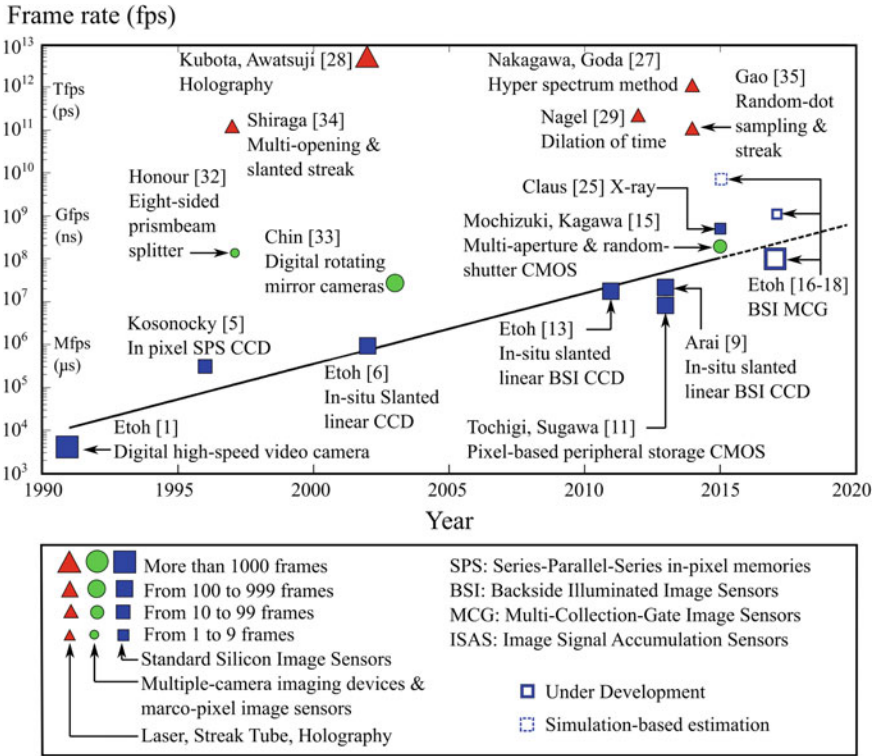 Frame rate (fps)
10^13
10^12
10^11
10^10
10^9
10^8
10^7
10^6
10^5
10^4
10^3
Tfps
(ps)
Gfps
(ns)
Mfps
(μs)
Kubota, Awatsuji [28]
Holography
Shiraga [34]
Multi-opening &
slanted streak
Honour [32]
Eight-sided
prismbeam
splitter
Chin [33]
Digital rotating
mirror cameras
Kosonocky [5]
In pixel SPS CCD
Etoh [1]
Digital high-speed video camera
Etoh [6]
In-situ Slanted
linear CCD
Nakagawa, Goda [27]
Hyper spectrum method
Nagel [29]
Dilation of time
Gao [35]
Random-dot
sampling &
streak
Claus [25] X-ray
Mochizuki, Kagawa [15]
Multi-aperture & random-
shutter CMOS
Etoh [16-18]
BSI MCG
Etoh [13]
In-situ slanted
linear BSI CCD
Arai [9]
In-situ slanted
linear BSI CCD
Tochigi, Sugawa [11]
Pixel-based peripheral storage CMOS
1990 1995 2000 2005 2010 2015 2020
Year
More than 1000 frames
From 100 to 999 frames
From 10 to 99 frames
From 1 to 9 frames
Standard Silicon Image Sensors
Multiple-camera imaging devices &
marco-pixel image sensors
Laser, Streak Tube, Holography
SPS: Series-Parallel-Series in-pixel memories
BSI: Backside Illuminated Image Sensors
MCG: Multi-Collection-Gate Image Sensors
ISAS: Image Signal Accumulation Sensors
Under Development
Simulation-based estimation